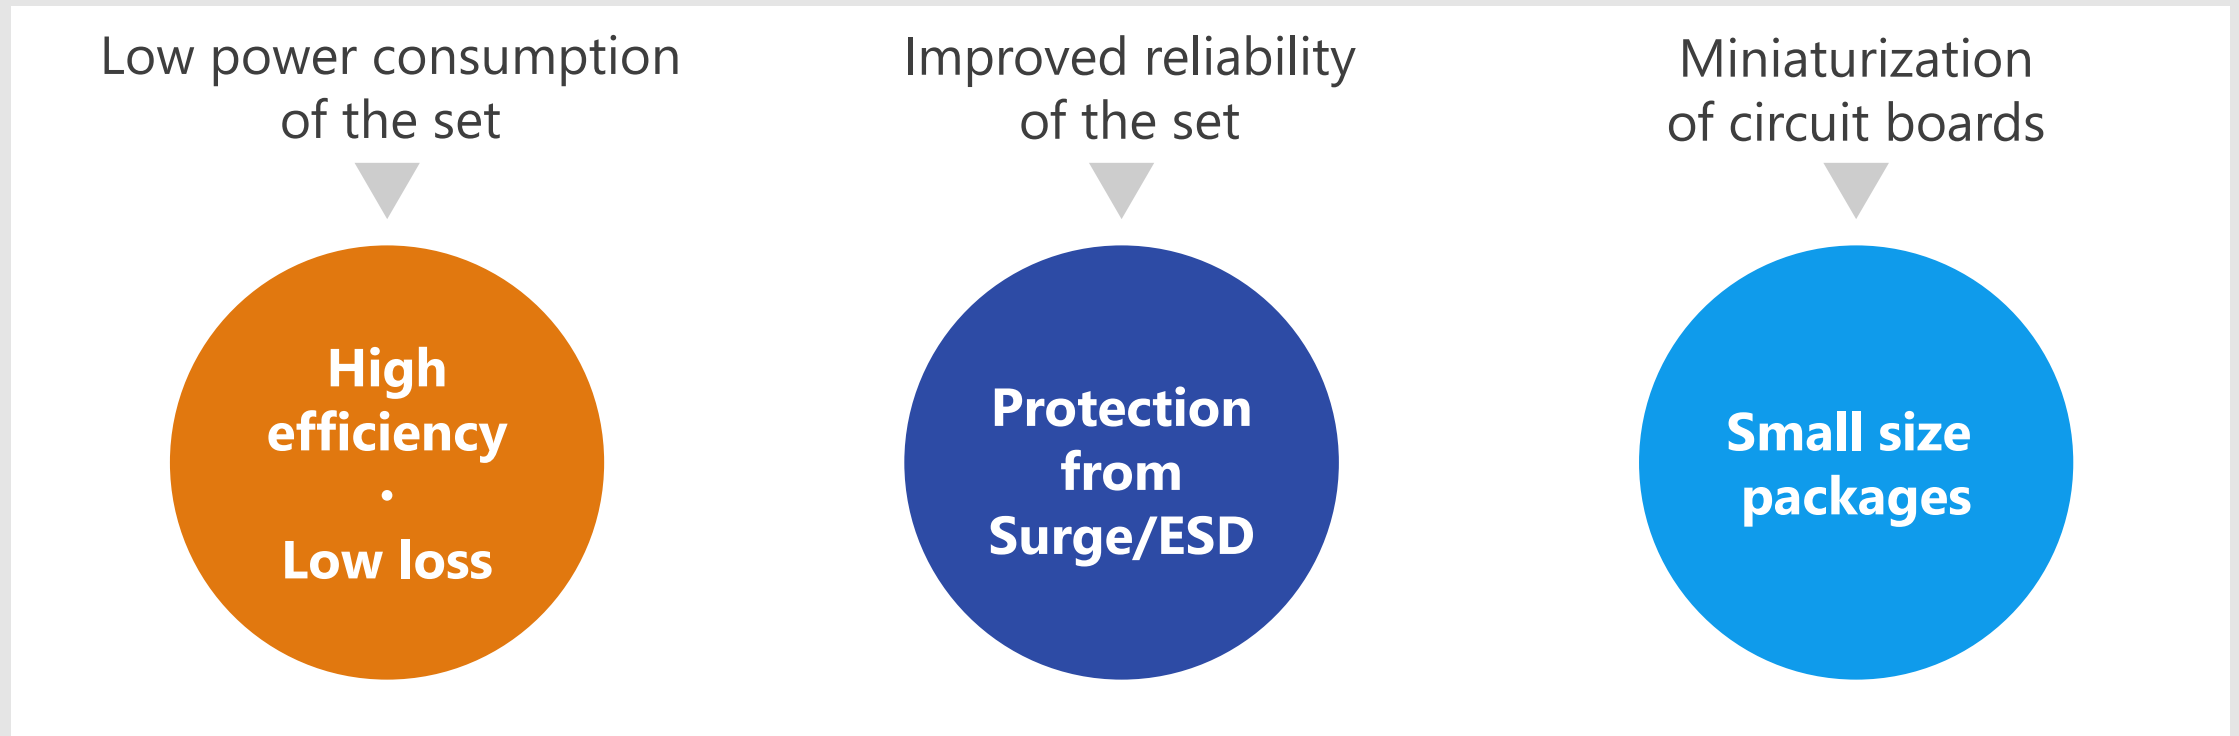 Low power consumption
of the set
Improved reliability
of the set
Miniaturization
of circuit boards
High
efficiency
・
Low loss
Protection
from
Surge/ESD
Small size
packages